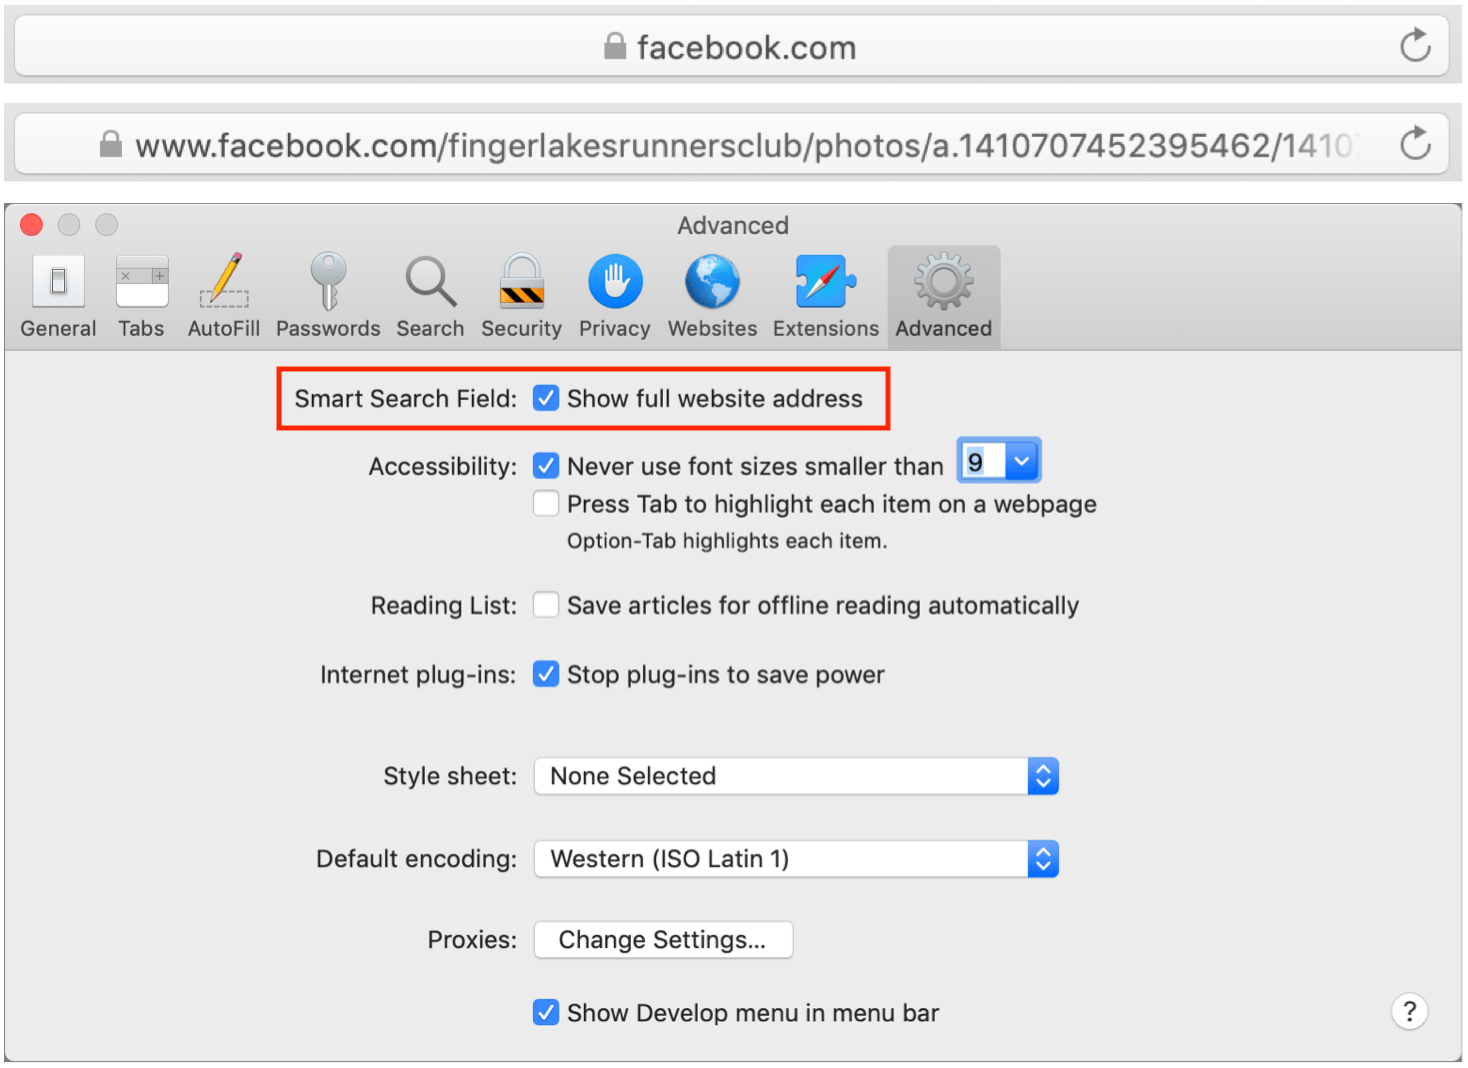 facebook.com
www.facebook.com/fingerlakesrunnersclub/photos/a.1410707452395462/1410
Advanced
General Tabs AutoFill Passwords Search Security Privacy Websites Extensions Advanced
Smart Search Field: Show full website address
Accessibility: Never use font sizes smaller than 9
Press Tab to highlight each item on a webpage
Option-Tab highlights each item.
Reading List: Save articles for offline reading automatically
Internet plug-ins: Stop plug-ins to save power
Style sheet: None Selected
Default encoding: Western (ISO Latin 1)
Proxies: Change Settings...
Show Develop menu in menu bar
?